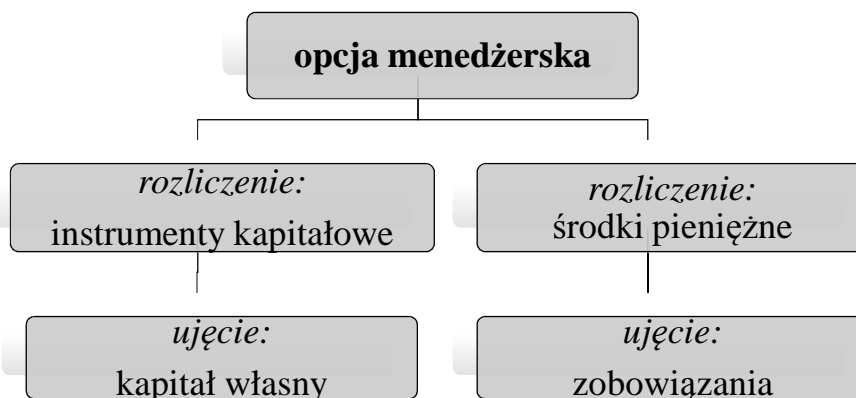 opcja menedżerska
rozliczenie:
instrumenty kapitałowe
rozliczenie:
środki pieniężne
ujęcie:
kapitał własny
ujęcie:
zobowiązania